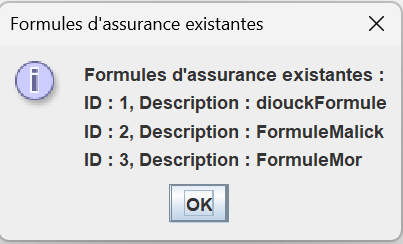 Formules d'assurance existantes
Formules d'assurance existantes :
ID : 1, Description : diouckFormule
ID : 2, Description : FormuleMalick
ID : 3, Description : FormuleMor
OK